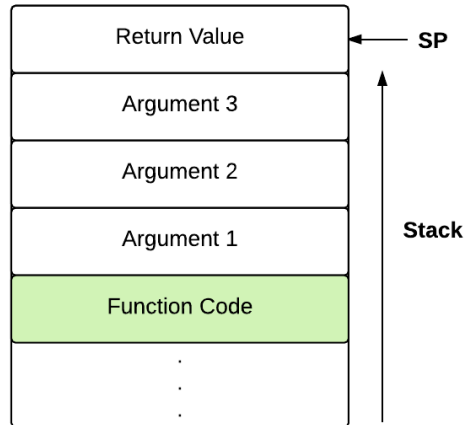 Return Value
SP
Argument 3
Argument 2
Argument 1
Stack
Function Code
.
.
.